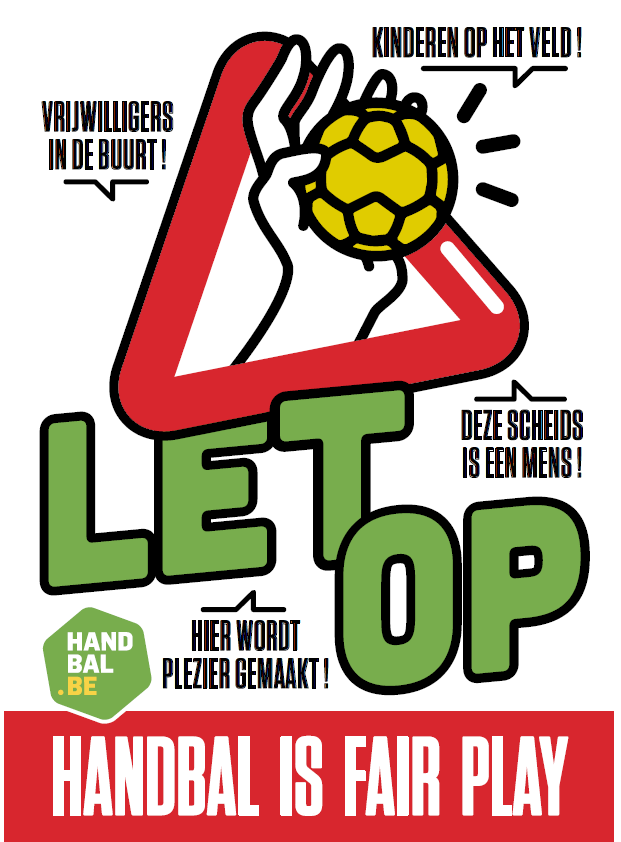 KINDEREN OP HET VELD !
VRIJWILLIGERS
IN DE BUURT !
LET
OP
DEZE SCHEIDS
IS EEN MENS !
HIER WORDT
PLEZIER GEMAAKT !
HAND
BAL
.BE
HANDBAL IS FAIR PLAY